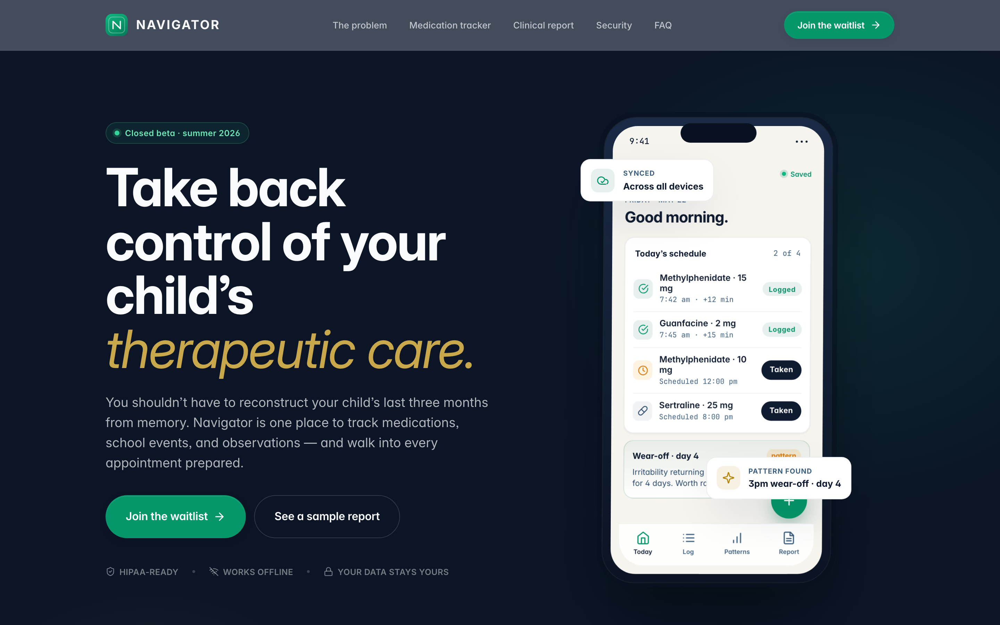 NAVIGATOR
The problem
Medication tracker
Clinical report
Security
FAQ
Join the waitlist →
Closed beta · summer 2026
Take back
control of your
child’s
therapeutic care.
You shouldn’t have to reconstruct your child’s last three months
from memory. Navigator is one place to track medications,
school events, and observations — and walk into every
appointment prepared.
Join the waitlist →
See a sample report
HIPAA-READY
WORKS OFFLINE
YOUR DATA STAYS YOURS
9:41
SYNCED
Across all devices
Saved
Good morning.
Today’s schedule
2 of 4
Methylphenidate · 15
mg
7:42 am · +12 min
Logged
Guanfacine · 2 mg
7:45 am · +15 min
Logged
Methylphenidate · 10
mg
Scheduled 12:00 pm
Taken
Sertraline · 25 mg
Scheduled 8:00 pm
Taken
Wear-off · day 4
pattern
Irritability returning
for 4 days. Worth
PATTERN FOUND
3pm wear-off · day 4
Today
Log
Patterns
Report